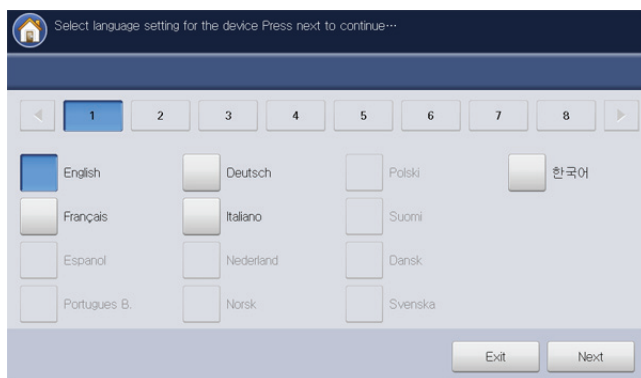 Select language setting for the device Press next to continue⋯
1 2 3 4 5 6 7 8
English Deutsch Polski 한국어
Français Italiano Suomi
Espanol Nederland Dansk
Portugues B. Norsk Svenska
Exit Next